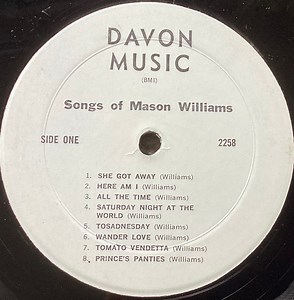 DAVON
MUSIC
(BMI)
Songs of Mason Williams
SIDE ONE 2258
1. SHE GOT AWAY (Williams)
2. HERE AM I (Williams)
3. ALL THE TIME (Williams)
4. SATURDAY NIGHT AT THE
WORLD (Williams)
5. TOSADNESDAY (Williams)
6. WANDER LOVE (Williams)
7. TOMATO VENDETTA (Williams)
8. PRINCE'S PANTIES (Williams)